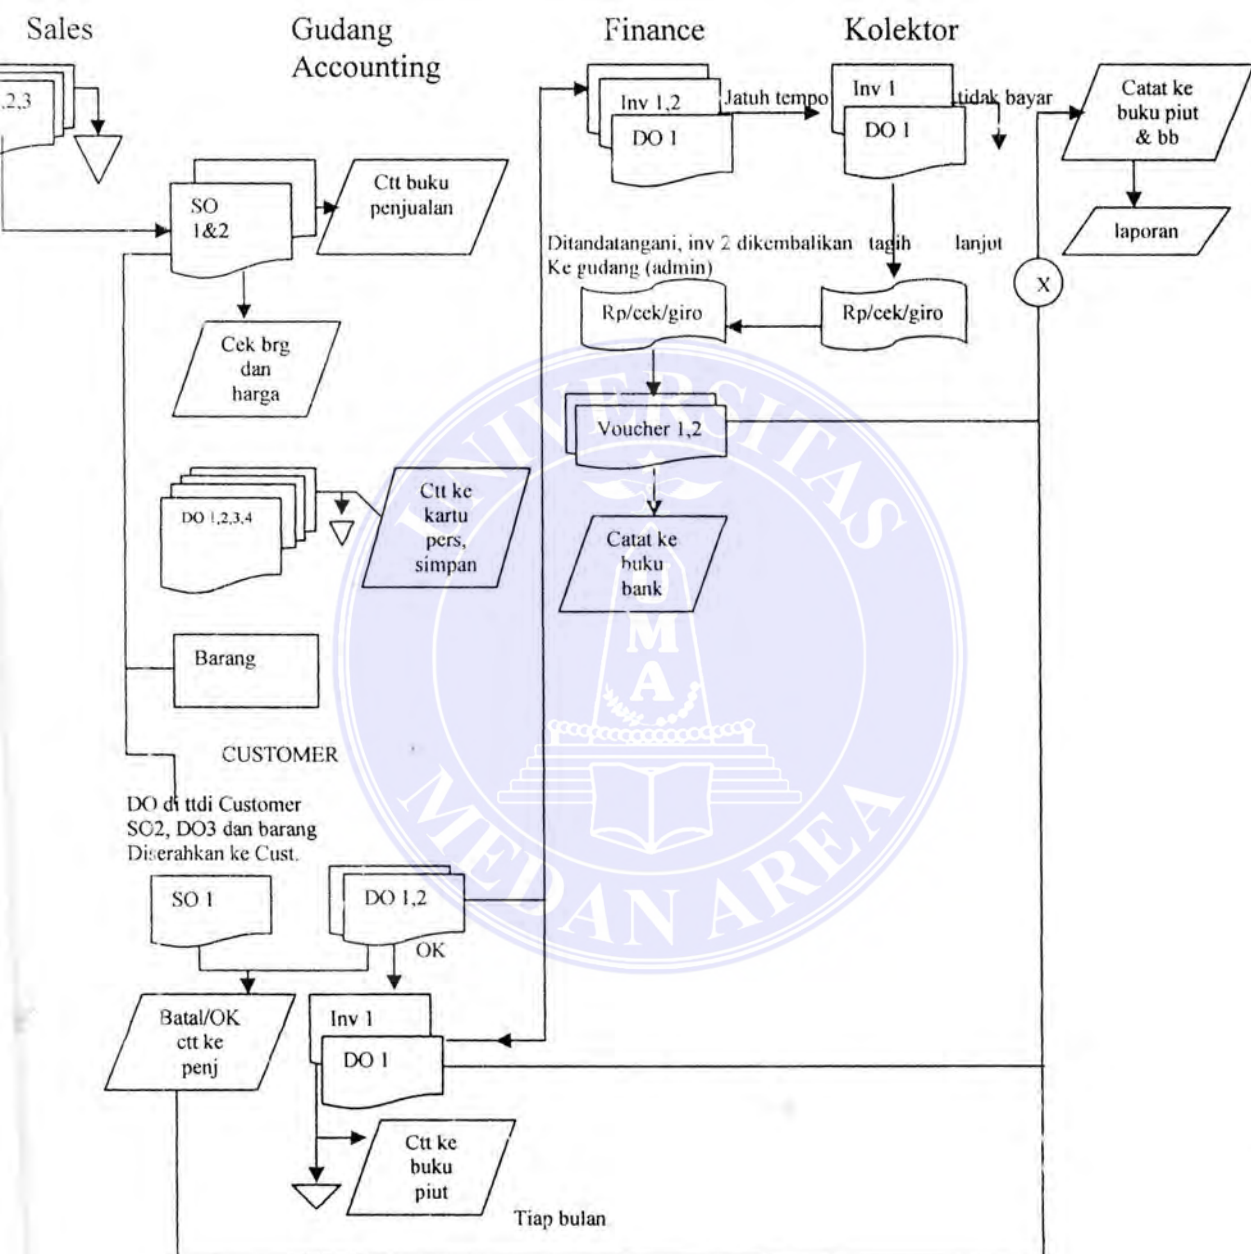 Sales
Gudang
Accounting
Finance
Kolektor
,2,3
SO
1&2
Ctt buku
penjualan
Cek brg
dan
harga
DO 1,2,3,4
Ctt ke
kartu
pers,
simpan
Barang
CUSTOMER
DO di ttdi Customer
SO2, DO3 dan barang
Diserahkan ke Cust.
SO 1
DO 1,2
OK
Batal/OK
ctt ke
penj
Inv 1
DO 1
Ctt ke
buku
piut
Tiap bulan
Inv 1,2
DO 1
Jatuh tempo
Inv 1
DO 1
tidak bayar
Catat ke
buku piut
& bb
laporan
Ditandatangani, inv 2 dikembalikan tagih lanjut
Ke gudang (admin)
X
Rp/cek/giro
Rp/cek/giro
Voucher 1,2
Catat ke
buku
bank
UNIVERSITAS
UMA
MEDAN AREA